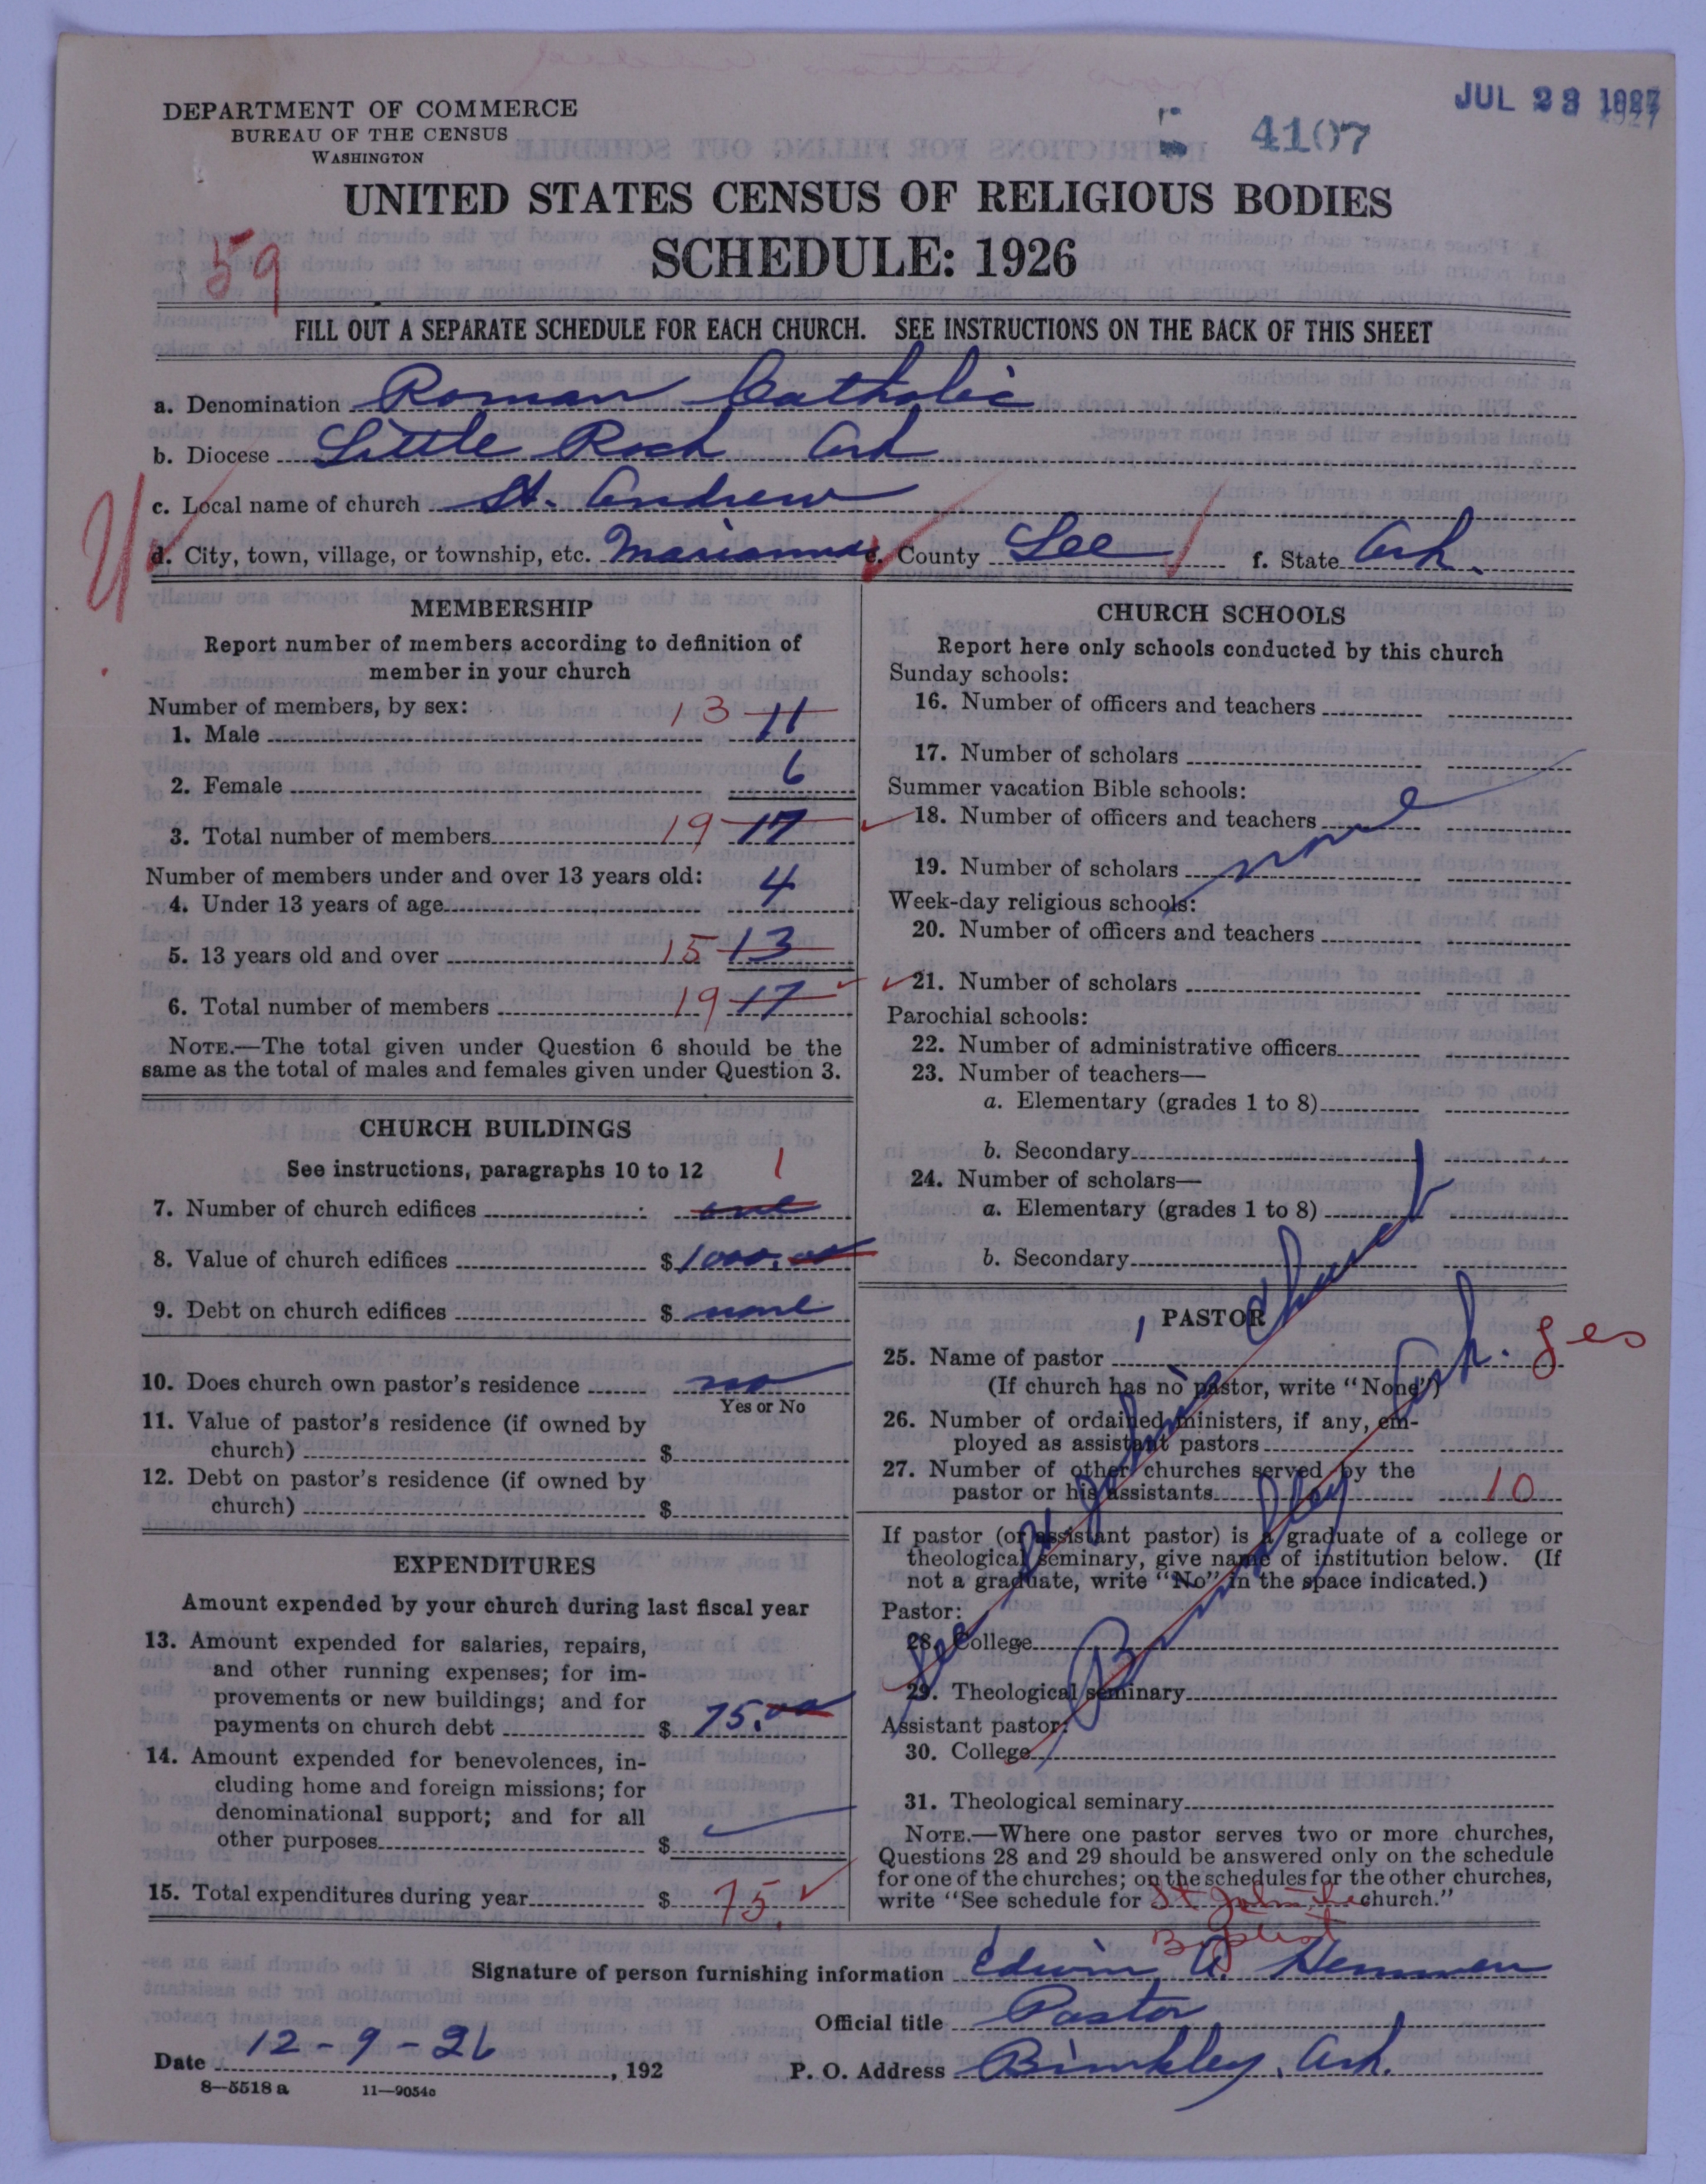 DEPARTMENT OF COMMERCE
BUREAU OF THE CENSUS
WASHINGTON
4107
JUL 23 1927
UNITED STATES CENSUS OF RELIGIOUS BODIES
SCHEDULE: 1926
59
FILL OUT A SEPARATE SCHEDULE FOR EACH CHURCH. SEE INSTRUCTIONS ON THE BACK OF THIS SHEET
a. Denomination Roman Catholic
b. Diocese Little Rock Ark
c. Local name of church St. Andrew
d. City, town, village, or township, etc. Marianna e. County Lee f. State Ark.
MEMBERSHIP
Report number of members according to definition of
member in your church
Number of members, by sex:
1. Male 13 11
2. Female 6
3. Total number of members 19 17
Number of members under and over 13 years old:
4. Under 13 years of age 4
5. 13 years old and over 15 13
6. Total number of members 19 17
NOTE.—The total given under Question 6 should be the
same as the total of males and females given under Question 3.
CHURCH BUILDINGS
See instructions, paragraphs 10 to 12 1
7. Number of church edifices one
8. Value of church edifices $ 1000.00
9. Debt on church edifices $ none
10. Does church own pastor's residence no
Yes or No
11. Value of pastor's residence (if owned by
church) $
12. Debt on pastor's residence (if owned by
church) $
EXPENDITURES
Amount expended by your church during last fiscal year
13. Amount expended for salaries, repairs,
and other running expenses; for im-
provements or new buildings; and for
payments on church debt $ 75.00
14. Amount expended for benevolences, in-
cluding home and foreign missions; for
denominational support; and for all
other purposes $
15. Total expenditures during year $ 75.
CHURCH SCHOOLS
Report here only schools conducted by this church
Sunday schools:
16. Number of officers and teachers
17. Number of scholars
Summer vacation Bible schools:
18. Number of officers and teachers
none
19. Number of scholars
Week-day religious schools:
20. Number of officers and teachers
21. Number of scholars
Parochial schools:
22. Number of administrative officers
23. Number of teachers—
a. Elementary (grades 1 to 8)
b. Secondary
24. Number of scholars—
a. Elementary (grades 1 to 8)
b. Secondary
PASTOR
25. Name of pastor
(If church has no pastor, write "None")
26. Number of ordained ministers, if any, em-
ployed as assistant pastors
27. Number of other churches served by the
pastor or his assistants 10
If pastor (or assistant pastor) is a graduate of a college or
theological seminary, give name of institution below. (If
not a graduate, write "No" in the space indicated.)
Pastor:
28. College
29. Theological seminary
Assistant pastor:
30. College
31. Theological seminary
See St. John's Church
Brinkley Ark.
NOTE.—Where one pastor serves two or more churches,
Questions 28 and 29 should be answered only on the schedule
for one of the churches; on the schedules for the other churches,
write "See schedule for St John the church."
Baptist
Signature of person furnishing information Edwin A. Hemmen
Official title Pastor
Date 12-9-26, 192 P. O. Address Brinkley, Ark.
8—5518 a 11—9054c